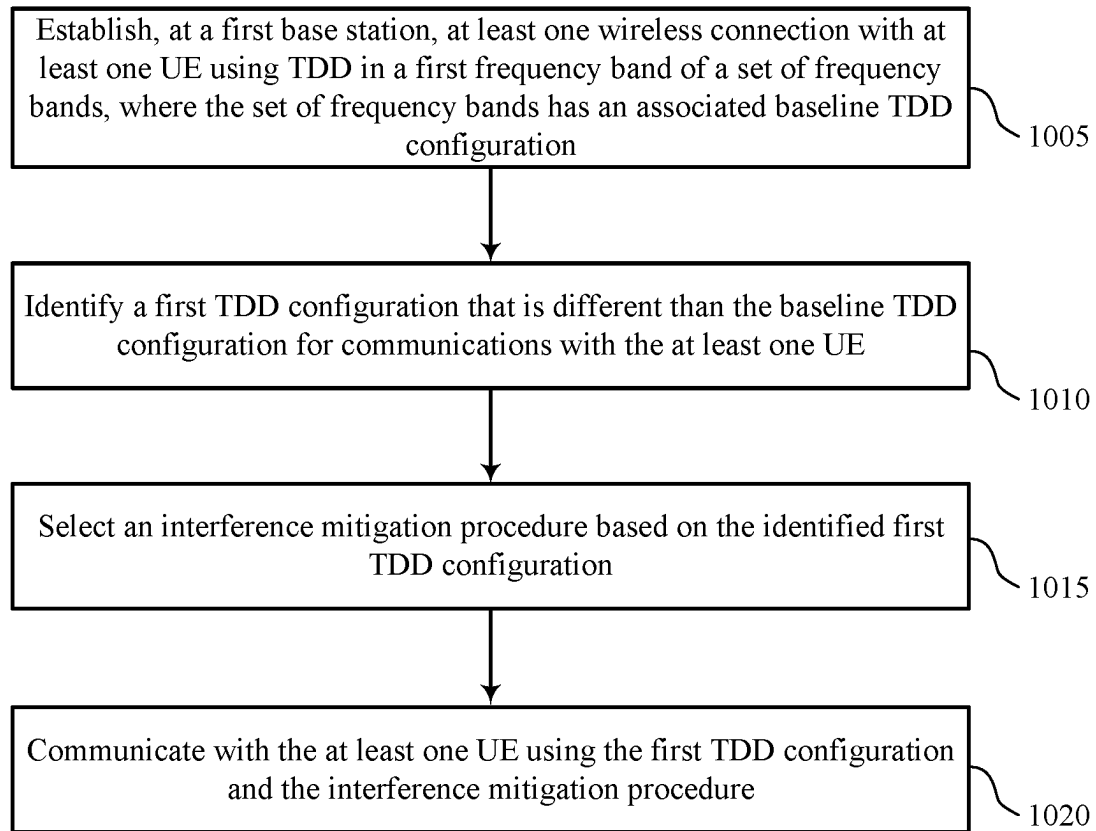 Establish, at a first base station, at least one wireless connection with at
least one UE using TDD in a first frequency band of a set of frequency
bands, where the set of frequency bands has an associated baseline TDD
configuration
1005
Identify a first TDD configuration that is different than the baseline TDD
configuration for communications with the at least one UE
1010
Select an interference mitigation procedure based on the identified first
TDD configuration
1015
Communicate with the at least one UE using the first TDD configuration
and the interference mitigation procedure
1020